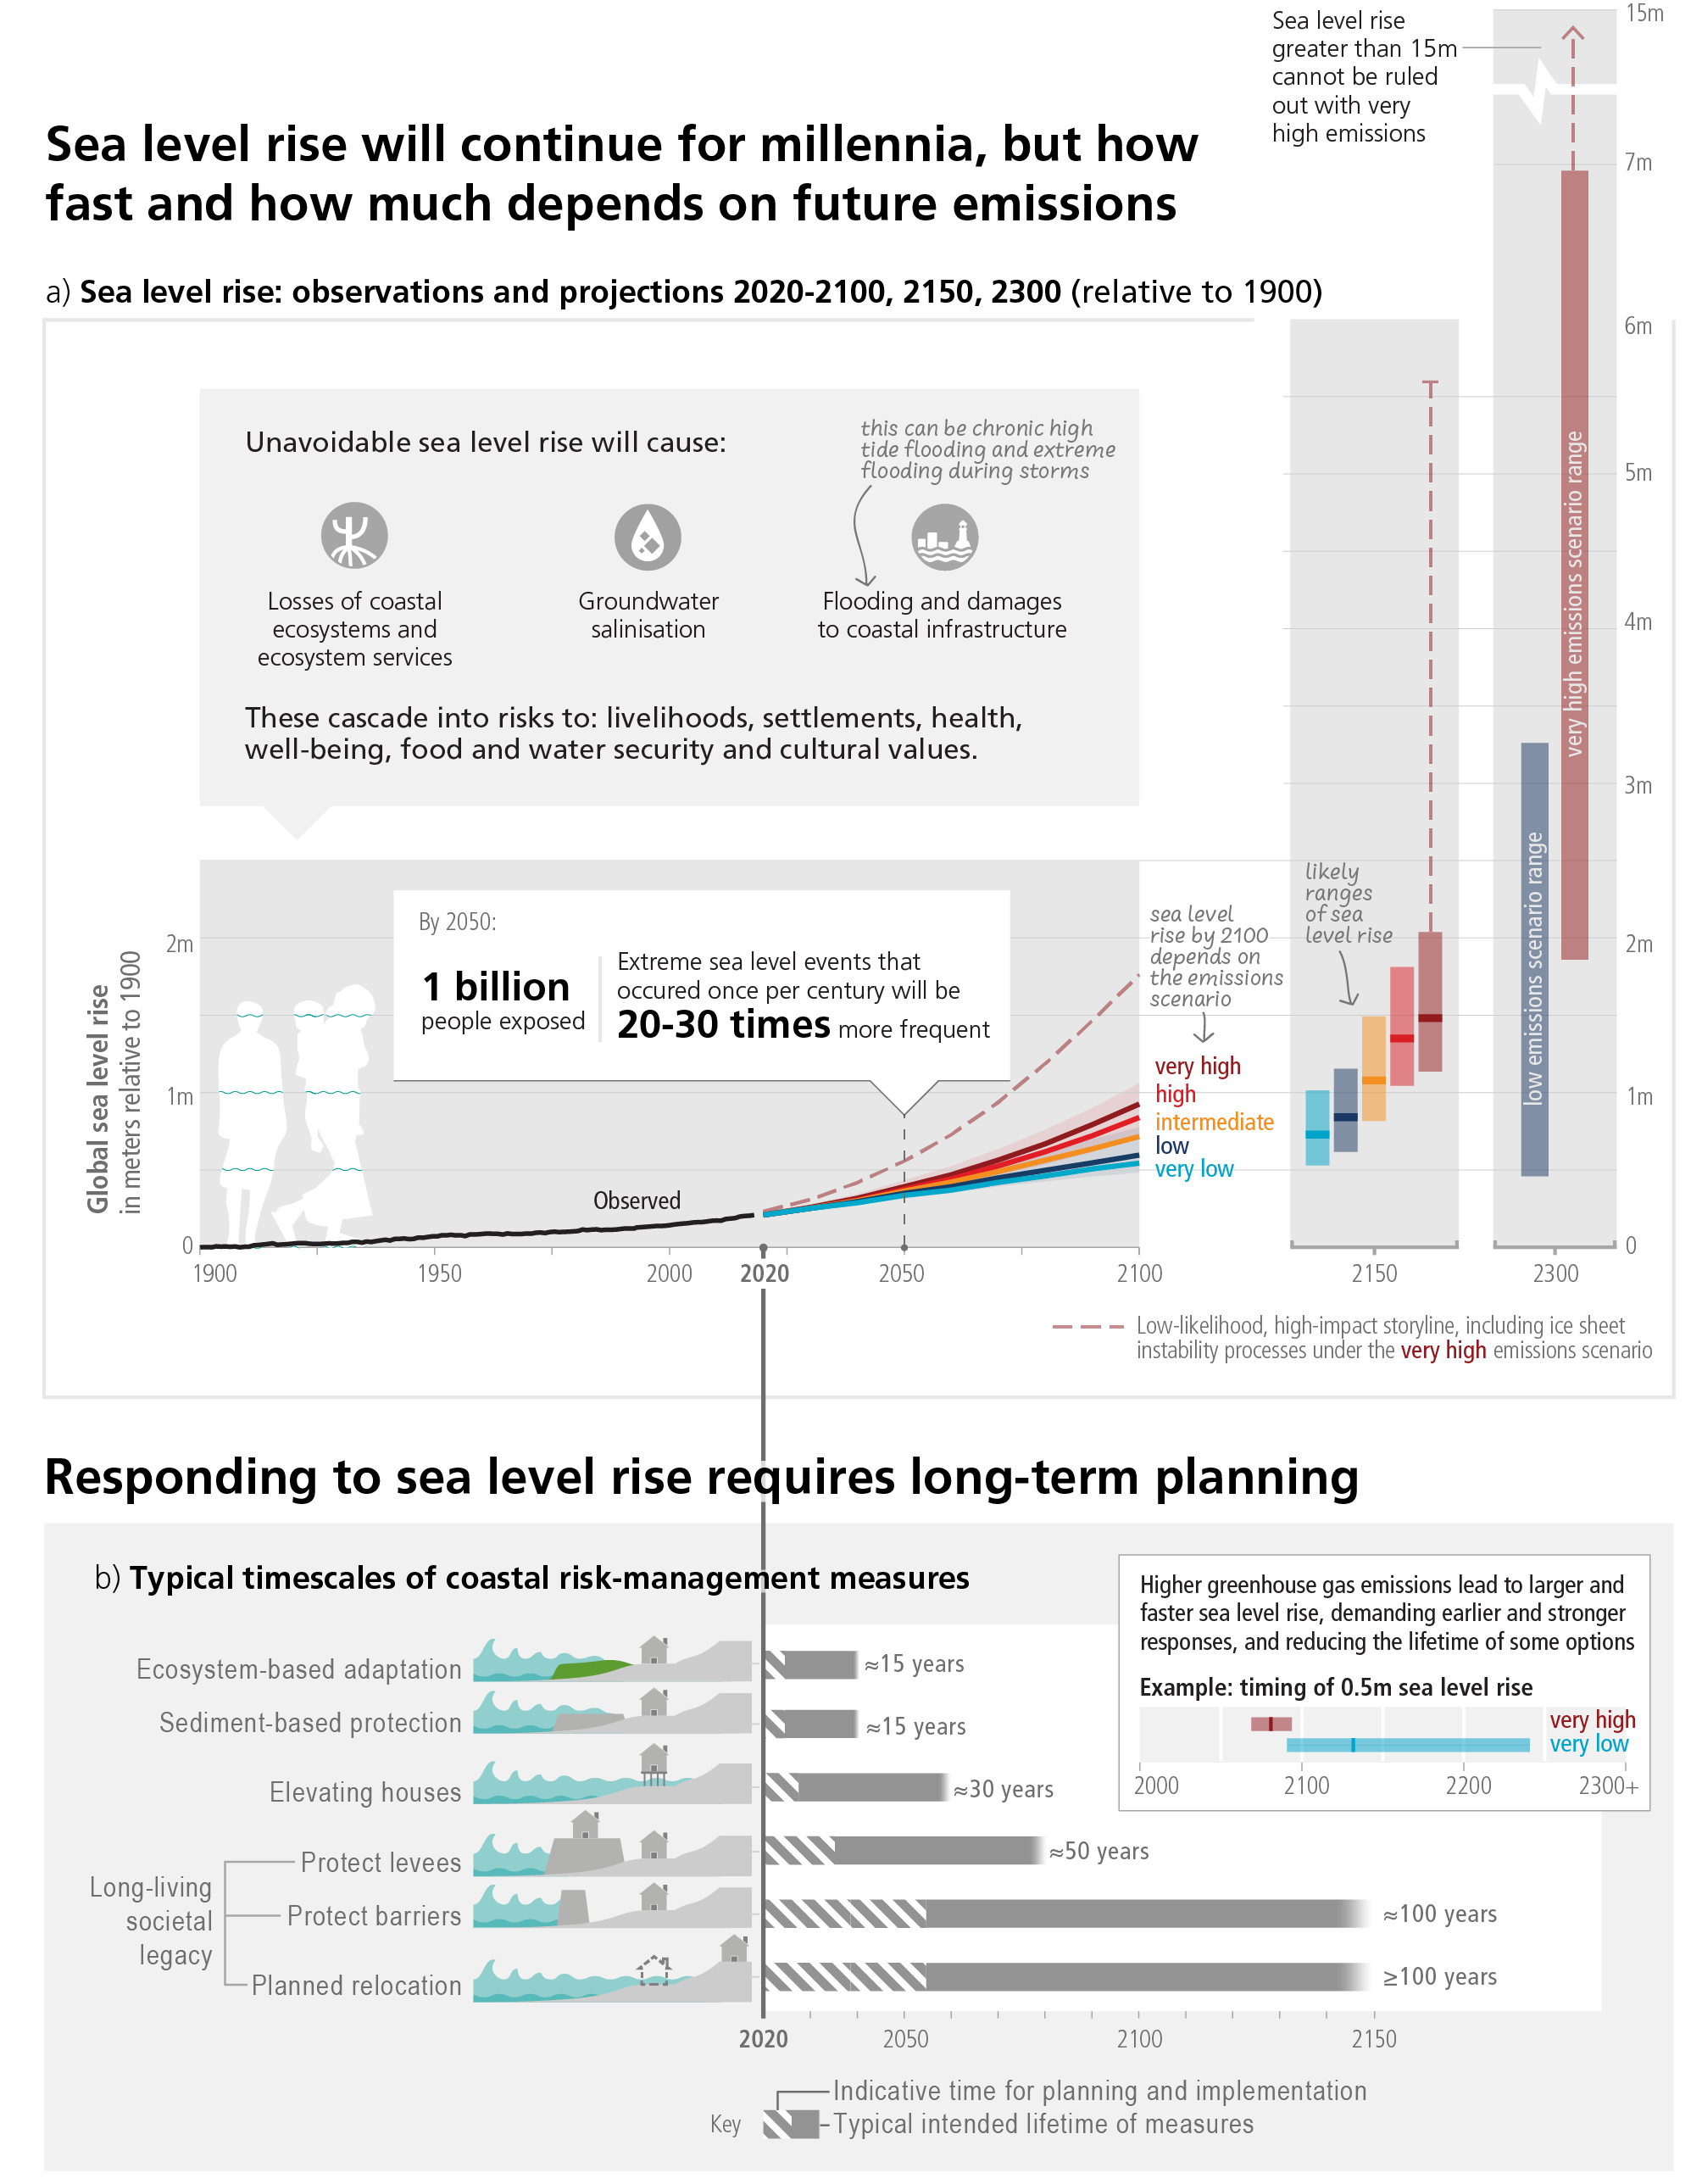 Sea level rise
greater than 15m
cannot be ruled
out with very
high emissions
15m
7m
6m
5m
4m
3m
2m
1m
0
Sea level rise will continue for millennia, but how
fast and how much depends on future emissions
a) Sea level rise: observations and projections 2020-2100, 2150, 2300 (relative to 1900)
Unavoidable sea level rise will cause:
this can be chronic high
tide flooding and extreme
flooding during storms
Losses of coastal
ecosystems and
ecosystem services
Groundwater
salinisation
Flooding and damages
to coastal infrastructure
These cascade into risks to: livelihoods, settlements, health,
well-being, food and water security and cultural values.
Global sea level rise
in meters relative to 1900
2m
1m
0
By 2050:
1 billion
people exposed
Extreme sea level events that
occured once per century will be
20-30 times more frequent
Observed
sea level
rise by 2100
depends on
the emissions
scenario
very high
high
intermediate
low
very low
likely
ranges
of sea
level rise
low emissions scenario range
very high emissions scenario range
1900
1950
2000
2020
2050
2100
2150
2300
Low-likelihood, high-impact storyline, including ice sheet
instability processes under the very high emissions scenario
Responding to sea level rise requires long-term planning
b) Typical timescales of coastal risk-management measures
Ecosystem-based adaptation
≈15 years
Sediment-based protection
≈15 years
Elevating houses
≈30 years
Long-living
societal
legacy
Protect levees
≈50 years
Protect barriers
≈100 years
Planned relocation
≥100 years
2020
2050
2100
2150
Higher greenhouse gas emissions lead to larger and
faster sea level rise, demanding earlier and stronger
responses, and reducing the lifetime of some options
Example: timing of 0.5m sea level rise
very high
very low
2000
2100
2200
2300+
Key
Indicative time for planning and implementation
Typical intended lifetime of measures